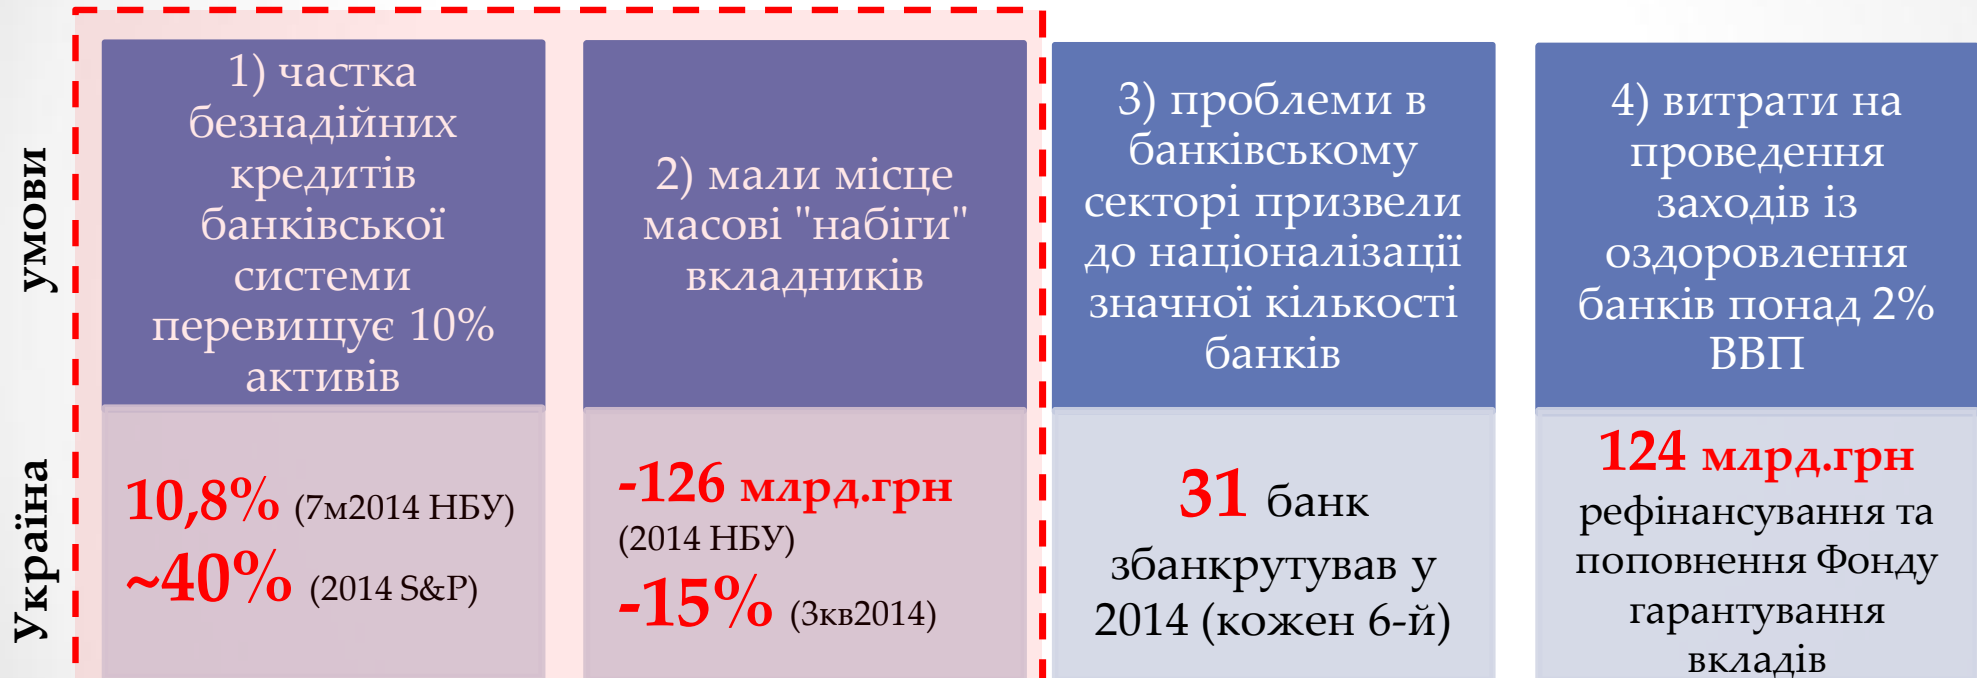 умови
1) частка
безнадійних
кредитів
банківської
системи
перевищує 10%
активів
2) мали місце
масові "набіги"
вкладників
3) проблеми в
банківському
секторі призвели
до націоналізації
значної кількості
банків
4) витрати на
проведення
заходів із
оздоровлення
банків понад 2%
ВВП
Україна
10,8% (7м2014 НБУ)
~40% (2014 S&P)
-126 млрд.грн
(2014 НБУ)
-15% (3кв2014)
31 банк
збанкрутував у
2014 (кожен 6-й)
124 млрд.грн
рефінансування та
поповнення Фонду
гарантування
вкладів